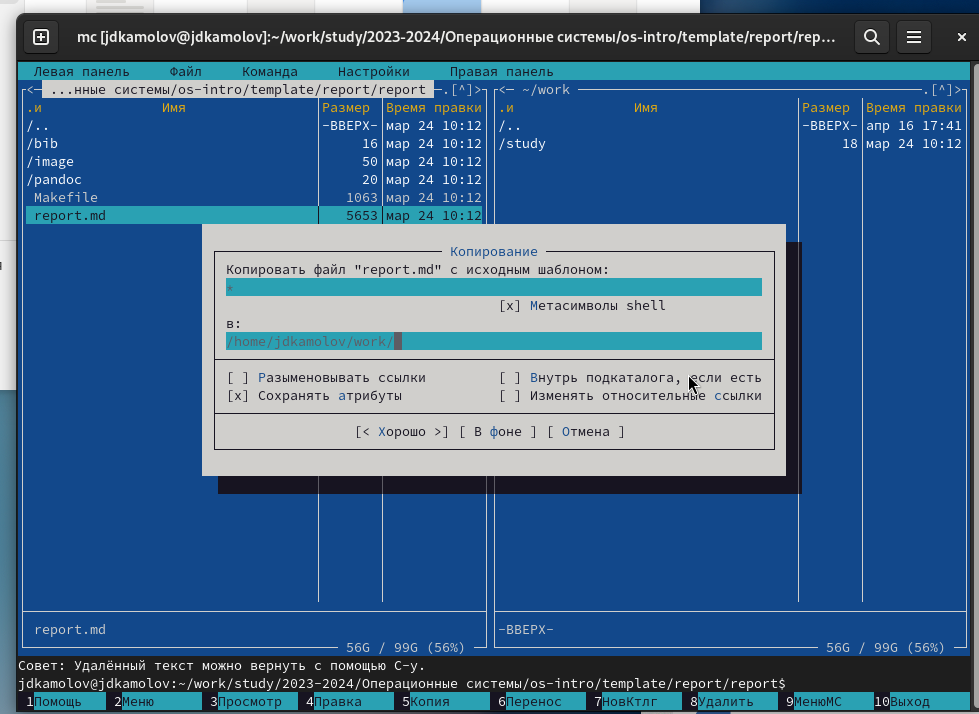 mc [jdkamolov@jdkamolov]:~/work/study/2023-2024/Операционные системы/os-intro/template/report/rep...
Левая панель Файл Команда Настройки Правая панель
<— ...нные системы/os-intro/template/report/report —.[^]> <— ~/work .[^]>
.и Имя Размер Время правки .и Имя Размер Время правки
/.. -ВВЕРХ- мар 24 10:12 /.. -ВВЕРХ- апр 16 17:41
/bib 16 мар 24 10:12 /study 18 мар 24 10:12
/image 50 мар 24 10:12
/pandoc 20 мар 24 10:12
Makefile 1063 мар 24 10:12
report.md 5653 мар 24 10:12
Копирование
Копировать файл "report.md" с исходным шаблоном:
*
[x] Метасимволы shell
в:
/home/jdkamolov/work/
[ ] Разыменовывать ссылки [ ] Внутрь подкаталога, если есть
[x] Сохранять атрибуты [ ] Изменять относительные ссылки
[< Хорошо >] [ В фоне ] [ Отмена ]
report.md -ВВЕРХ-
56G / 99G (56%) 56G / 99G (56%)
Совет: Удалённый текст можно вернуть с помощью C-y.
jdkamolov@jdkamolov:~/work/study/2023-2024/Операционные системы/os-intro/template/report/report$
1Помощь 2Меню 3Просмотр 4Правка 5Копия 6Перенос 7НовКтлг 8Удалить 9МенюMC 10Выход